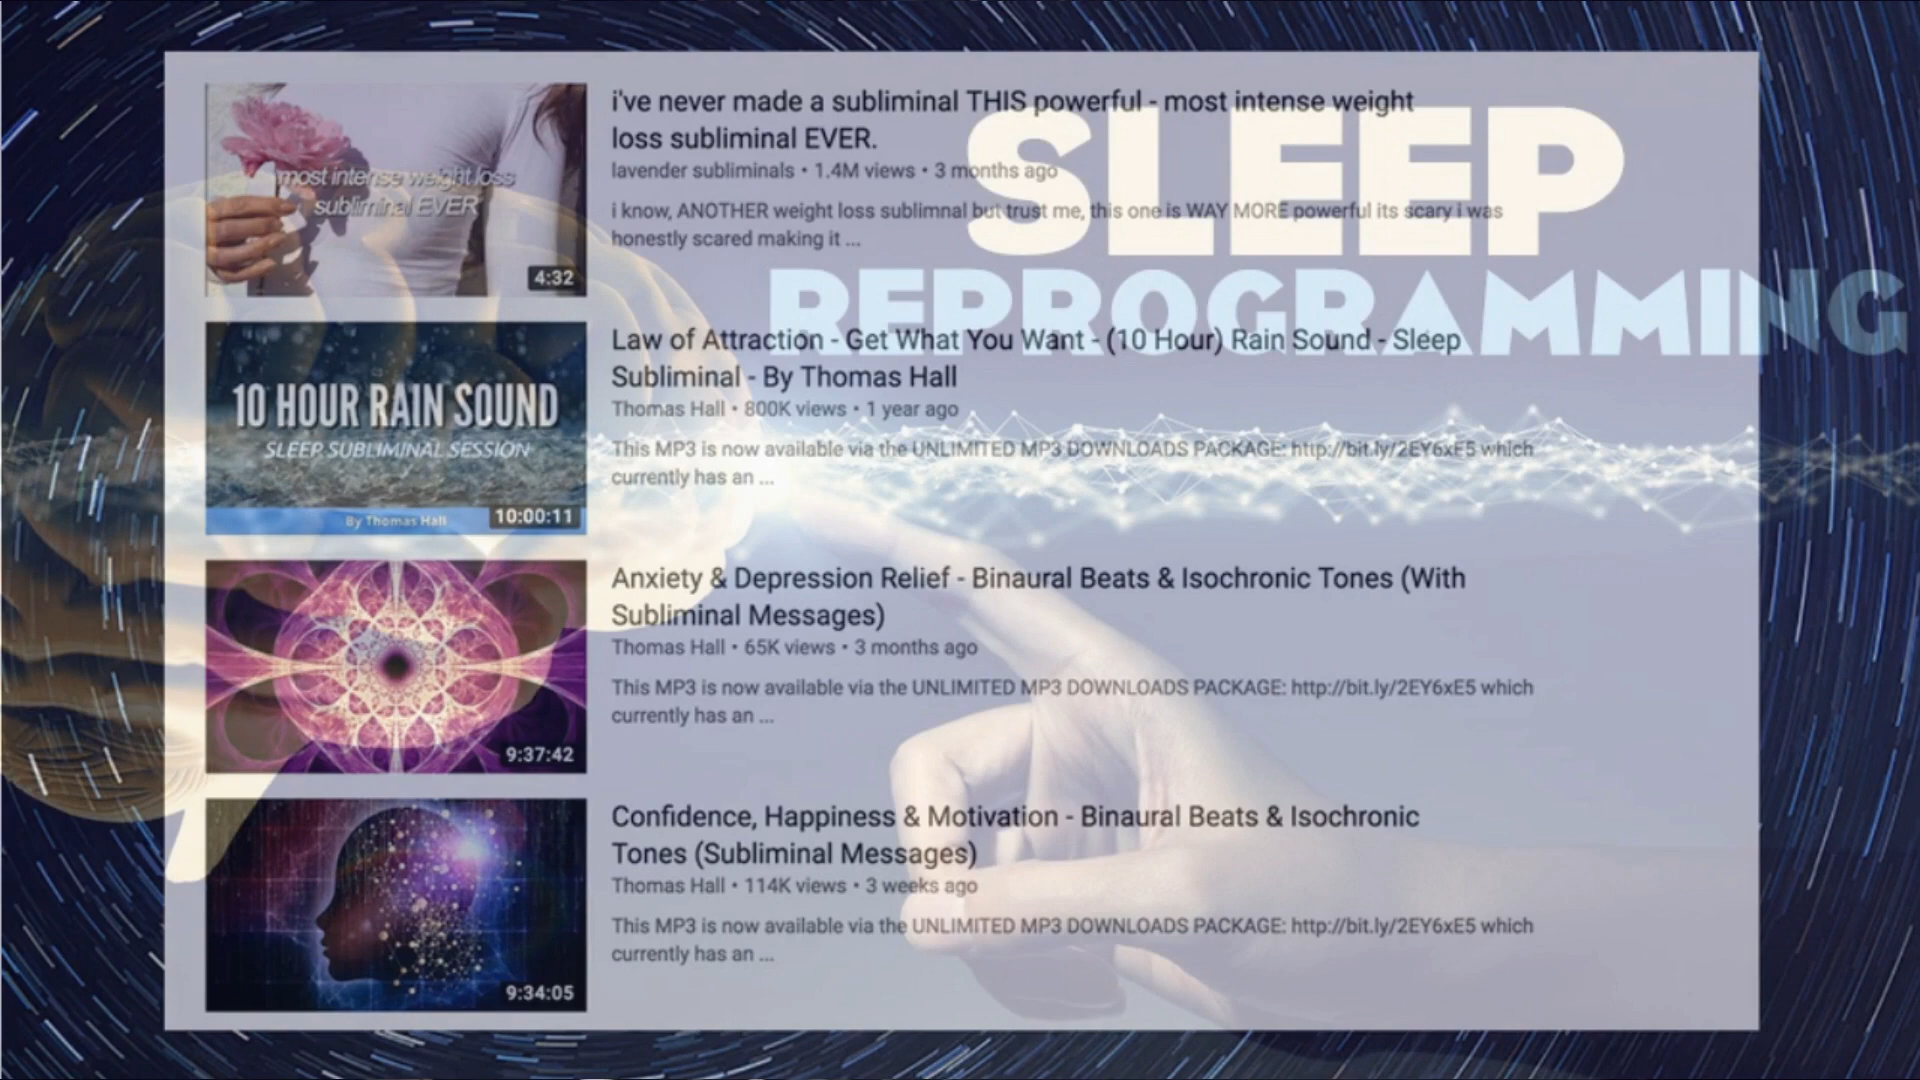 i've never made a subliminal THIS powerful - most intense weight
loss subliminal EVER.
lavender subliminals • 1.4M views • 3 months ago
i know, ANOTHER weight loss sublimnal but trust me, this one is WAY MORE powerful its scary i was
honestly scared making it ...
most intense weight loss
subliminal EVER
4:32
SLEEP
REPROGRAMMING
Law of Attraction - Get What You Want - (10 Hour) Rain Sound - Sleep
Subliminal - By Thomas Hall
Thomas Hall • 800K views • 1 year ago
This MP3 is now available via the UNLIMITED MP3 DOWNLOADS PACKAGE: http://bit.ly/2EY6xE5 which
currently has an ...
10 HOUR RAIN SOUND
SLEEP SUBLIMINAL SESSION
By Thomas Hall
10:00:11
Anxiety & Depression Relief - Binaural Beats & Isochronic Tones (With
Subliminal Messages)
Thomas Hall • 65K views • 3 months ago
This MP3 is now available via the UNLIMITED MP3 DOWNLOADS PACKAGE: http://bit.ly/2EY6xE5 which
currently has an ...
9:37:42
Confidence, Happiness & Motivation - Binaural Beats & Isochronic
Tones (Subliminal Messages)
Thomas Hall • 114K views • 3 weeks ago
This MP3 is now available via the UNLIMITED MP3 DOWNLOADS PACKAGE: http://bit.ly/2EY6xE5 which
currently has an ...
9:34:05